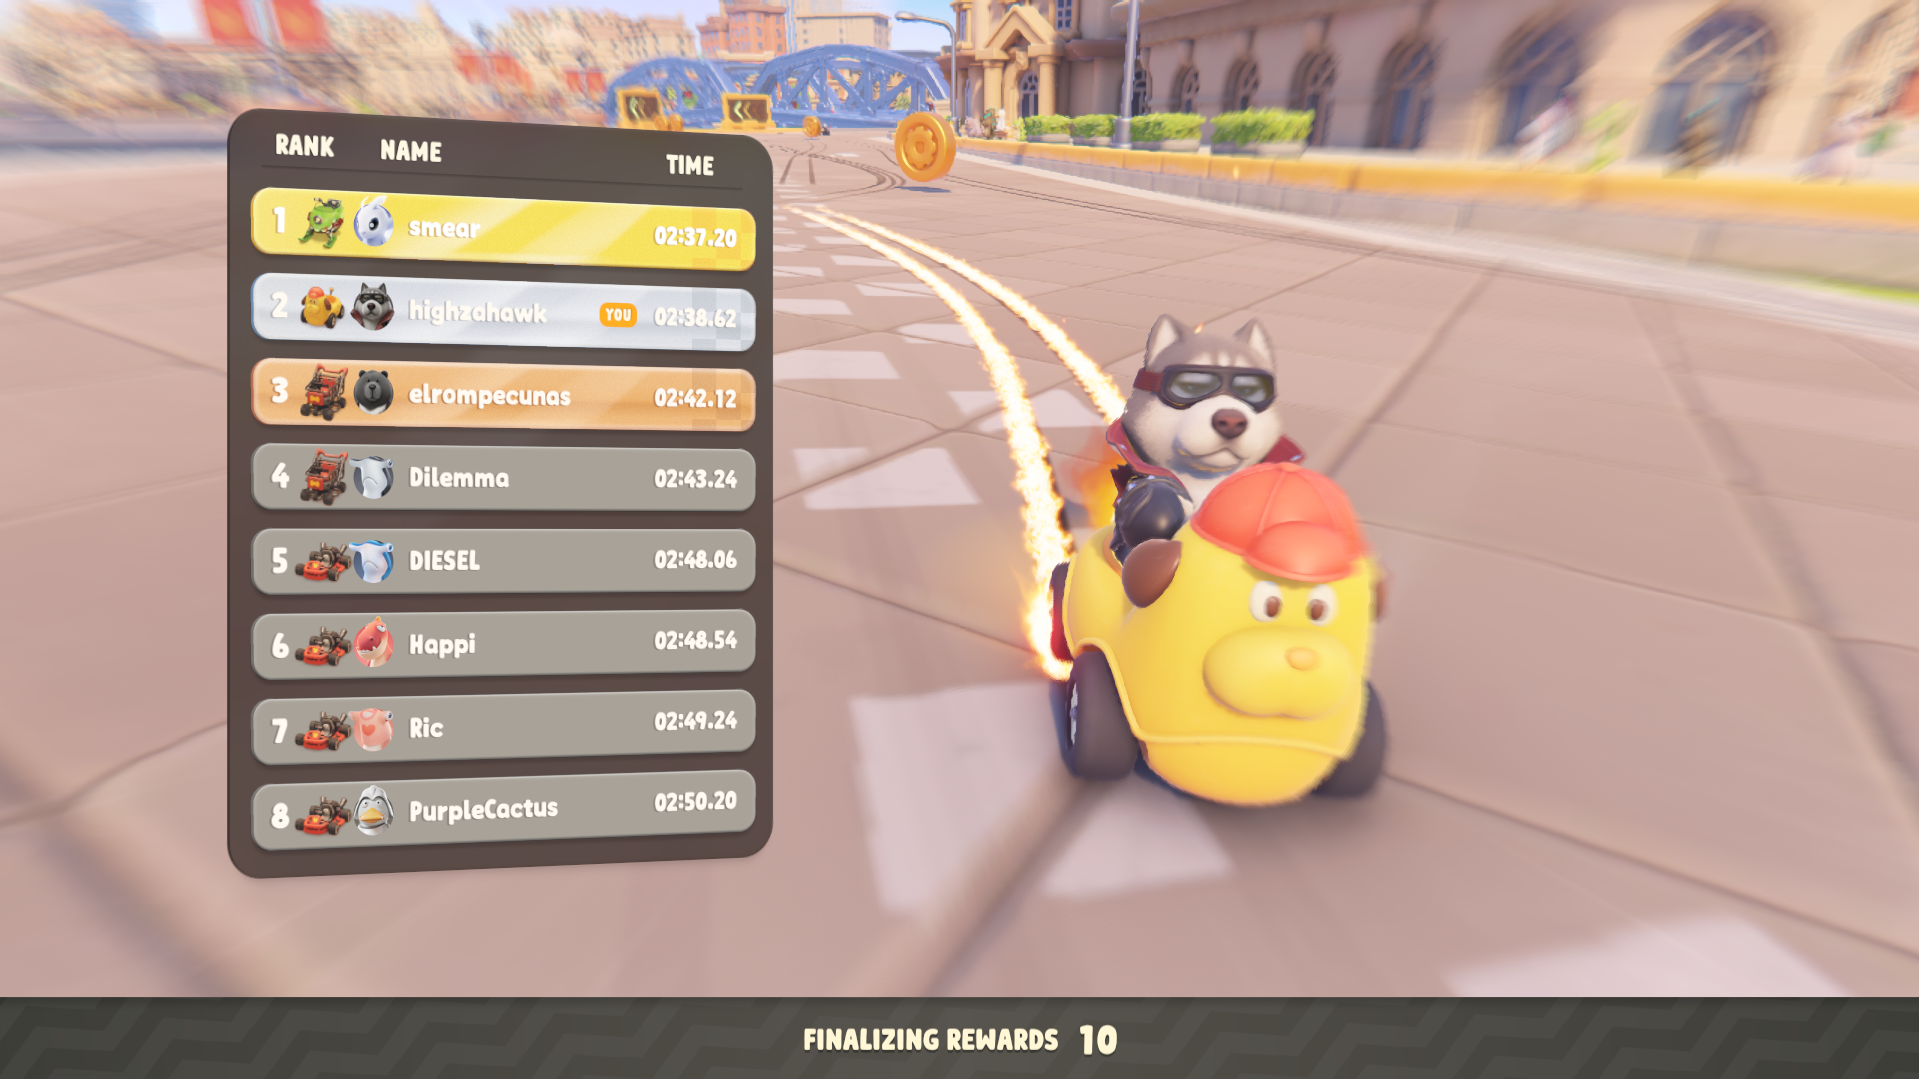 RANK NAME TIME
1 smear 02:37.20
2 highzahawk YOU 02:38.62
3 elrompecunas 02:42.12
4 Dilemma 02:43.24
5 DIESEL 02:48.06
6 Happi 02:48.54
7 Ric 02:49.24
8 PurpleCactus 02:50.20
FINALIZING REWARDS 10